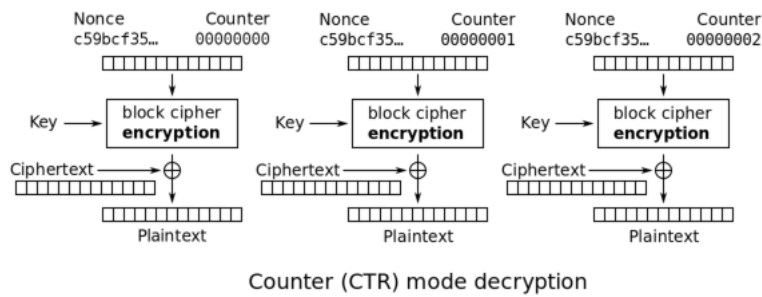 Nonce Counter Nonce Counter Nonce Counter
c59bcf35… 00000000 c59bcf35… 00000001 c59bcf35… 00000002
block cipher block cipher block cipher
Key encryption Key encryption Key encryption
Ciphertext Ciphertext Ciphertext
Plaintext Plaintext Plaintext
Counter (CTR) mode decryption